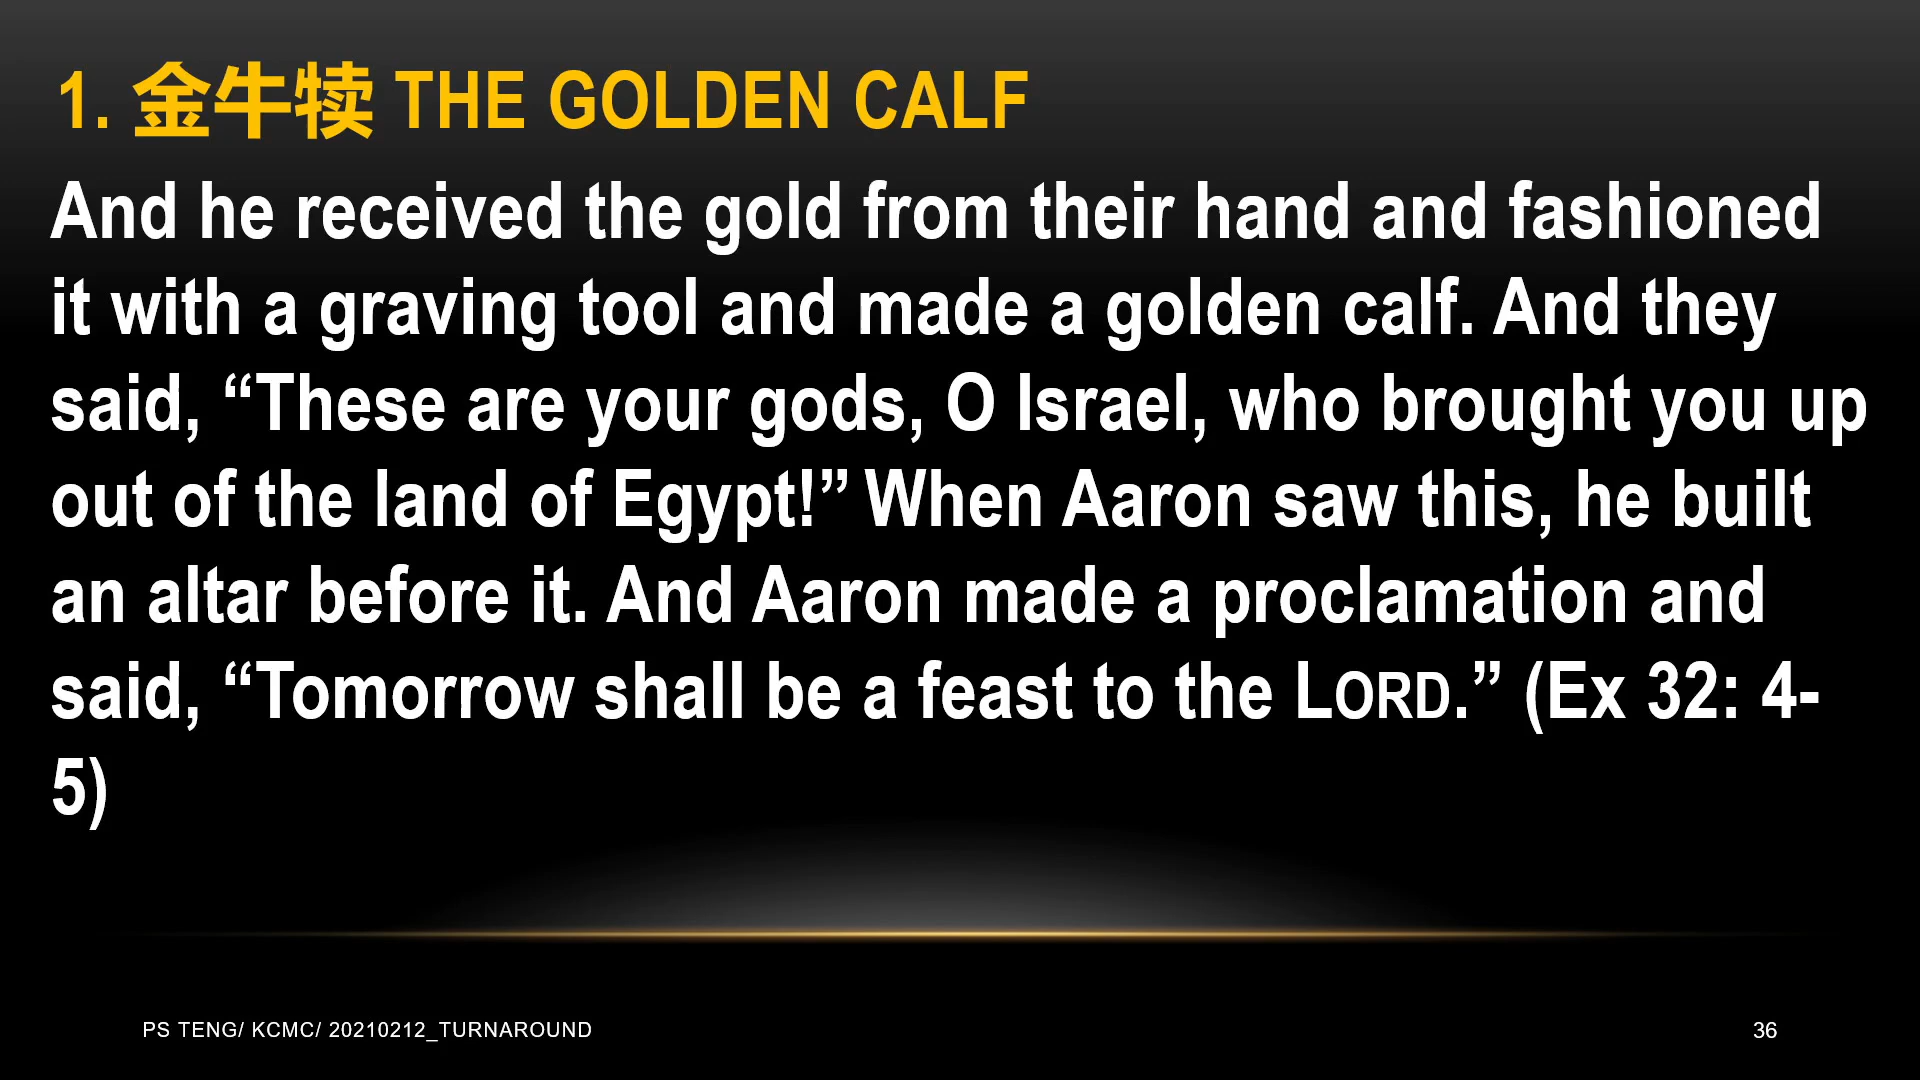 1. 金牛犊 THE GOLDEN CALF
And he received the gold from their hand and fashioned
it with a graving tool and made a golden calf. And they
said, “These are your gods, O Israel, who brought you up
out of the land of Egypt!” When Aaron saw this, he built
an altar before it. And Aaron made a proclamation and
said, “Tomorrow shall be a feast to the LORD.” (Ex 32: 4-
5)
PS TENG/ KCMC/ 20210212_TURNAROUND
36